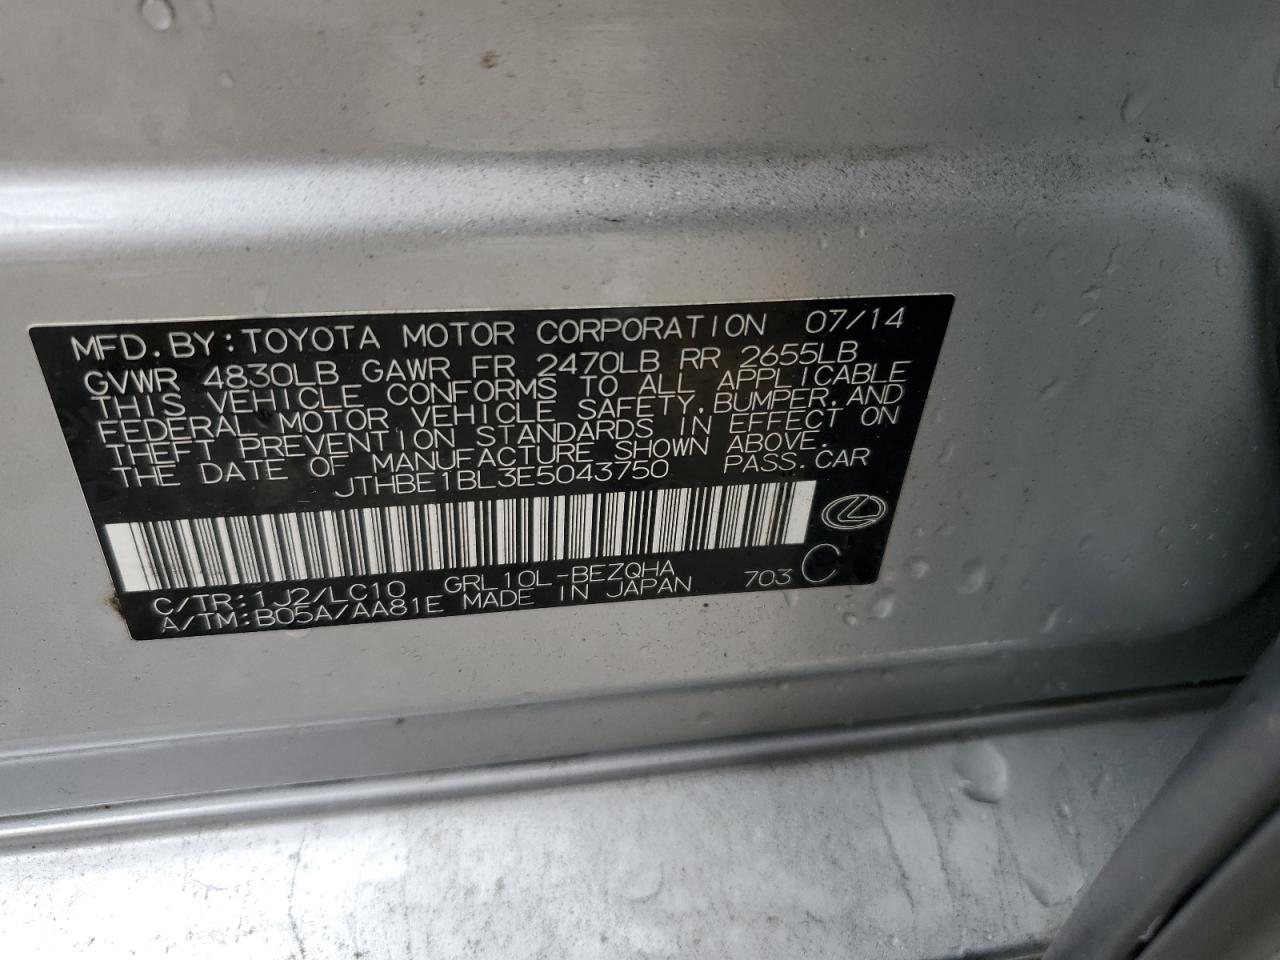 MFD.BY:TOYOTA MOTOR CORPORATION 07/14
GVWR 4830LB GAWR FR 2470LB RR 2655LB
THIS VEHICLE CONFORMS TO ALL APPLICABLE
FEDERAL MOTOR VEHICLE SAFETY,BUMPER,AND
THEFT PREVENTION STANDARDS IN EFFECT ON
THE DATE OF MANUFACTURE SHOWN ABOVE.
JTHBE1BL3E5043750 PASS.CAR
C/TR:1J2/LC10 GRL10L-BEZQHA 703 C
A/TM:B05A/AA81E MADE IN JAPAN